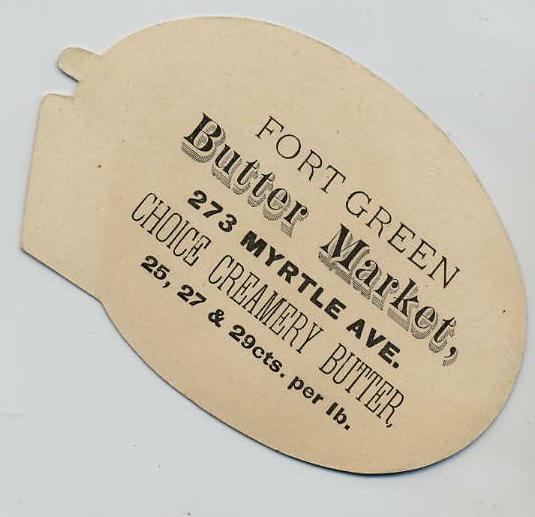 FORT GREEN
Butter Market,
273 MYRTLE AVE.
CHOICE CREAMERY BUTTER,
25, 27 & 29cts. per lb.